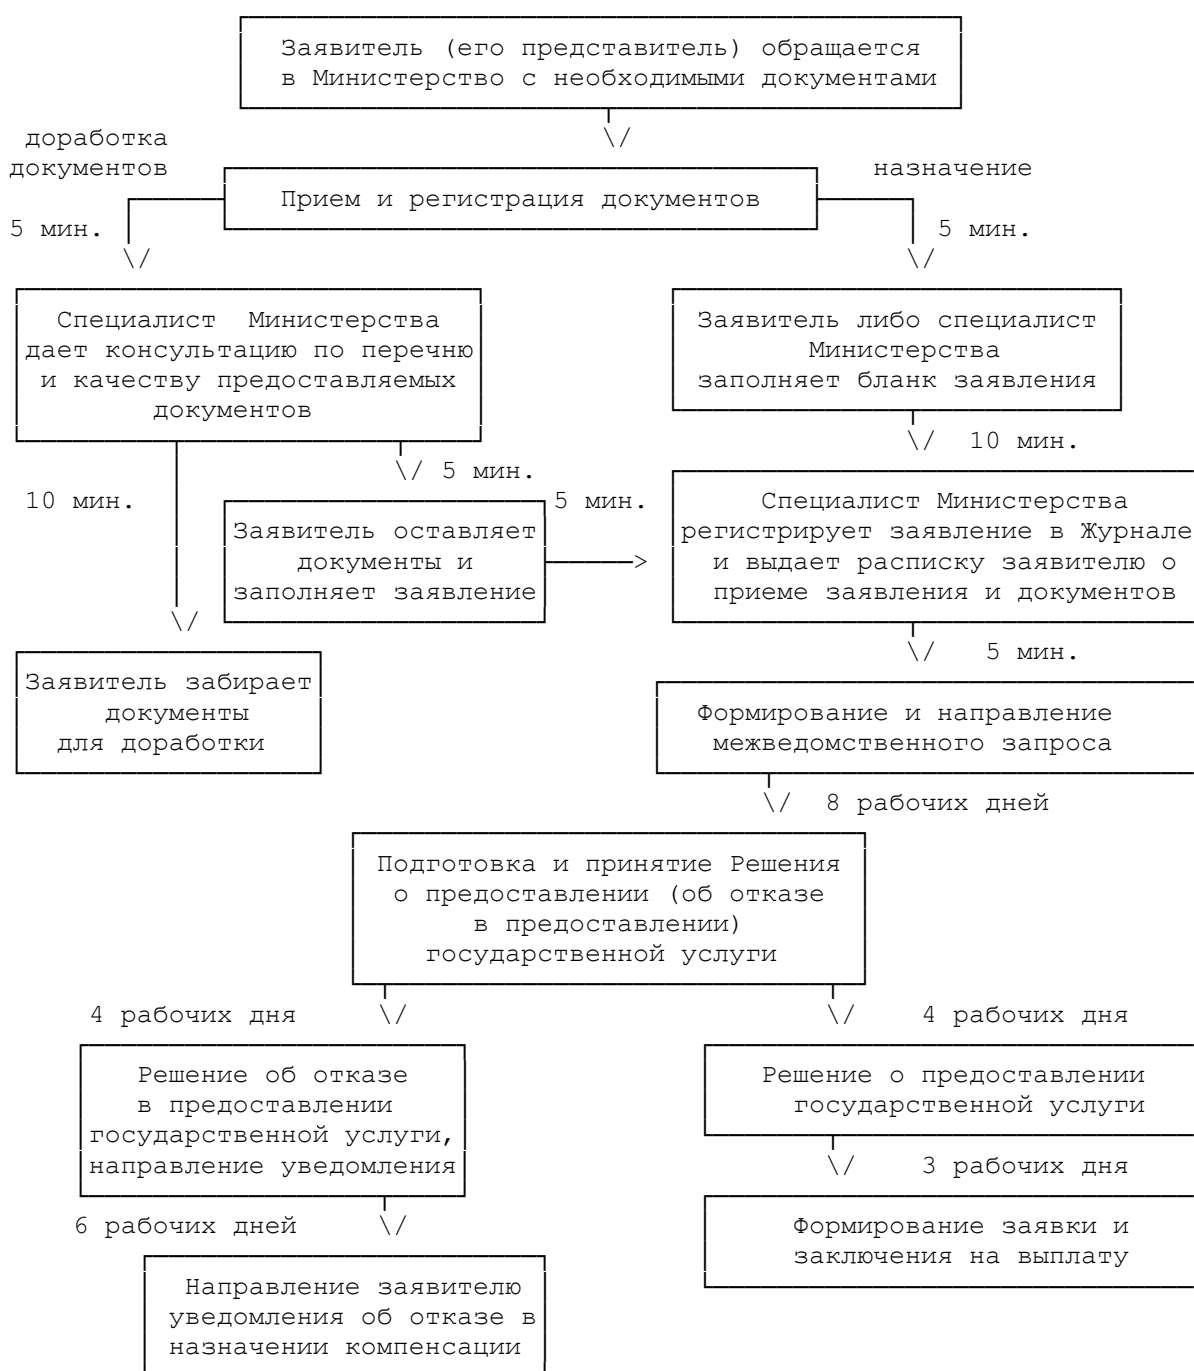 Заявитель (его представитель) обращается
в Министерство с необходимыми документами
доработка
документов
назначение
Прием и регистрация документов
5 мин.
5 мин.
Специалист Министерства
дает консультацию по перечню
и качеству предоставляемых
документов
Заявитель либо специалист
Министерства
заполняет бланк заявления
10 мин.
5 мин.
10 мин.
Заявитель оставляет
документы и
заполняет заявление
5 мин.
Специалист Министерства
регистрирует заявление в Журнале
и выдает расписку заявителю о
приеме заявления и документов
5 мин.
Заявитель забирает
документы
для доработки
Формирование и направление
межведомственного запроса
8 рабочих дней
Подготовка и принятие Решения
о предоставлении (об отказе
в предоставлении)
государственной услуги
4 рабочих дня
4 рабочих дня
Решение об отказе
в предоставлении
государственной услуги,
направление уведомления
Решение о предоставлении
государственной услуги
3 рабочих дня
6 рабочих дней
Формирование заявки и
заключения на выплату
Направление заявителю
уведомления об отказе в
назначении компенсации